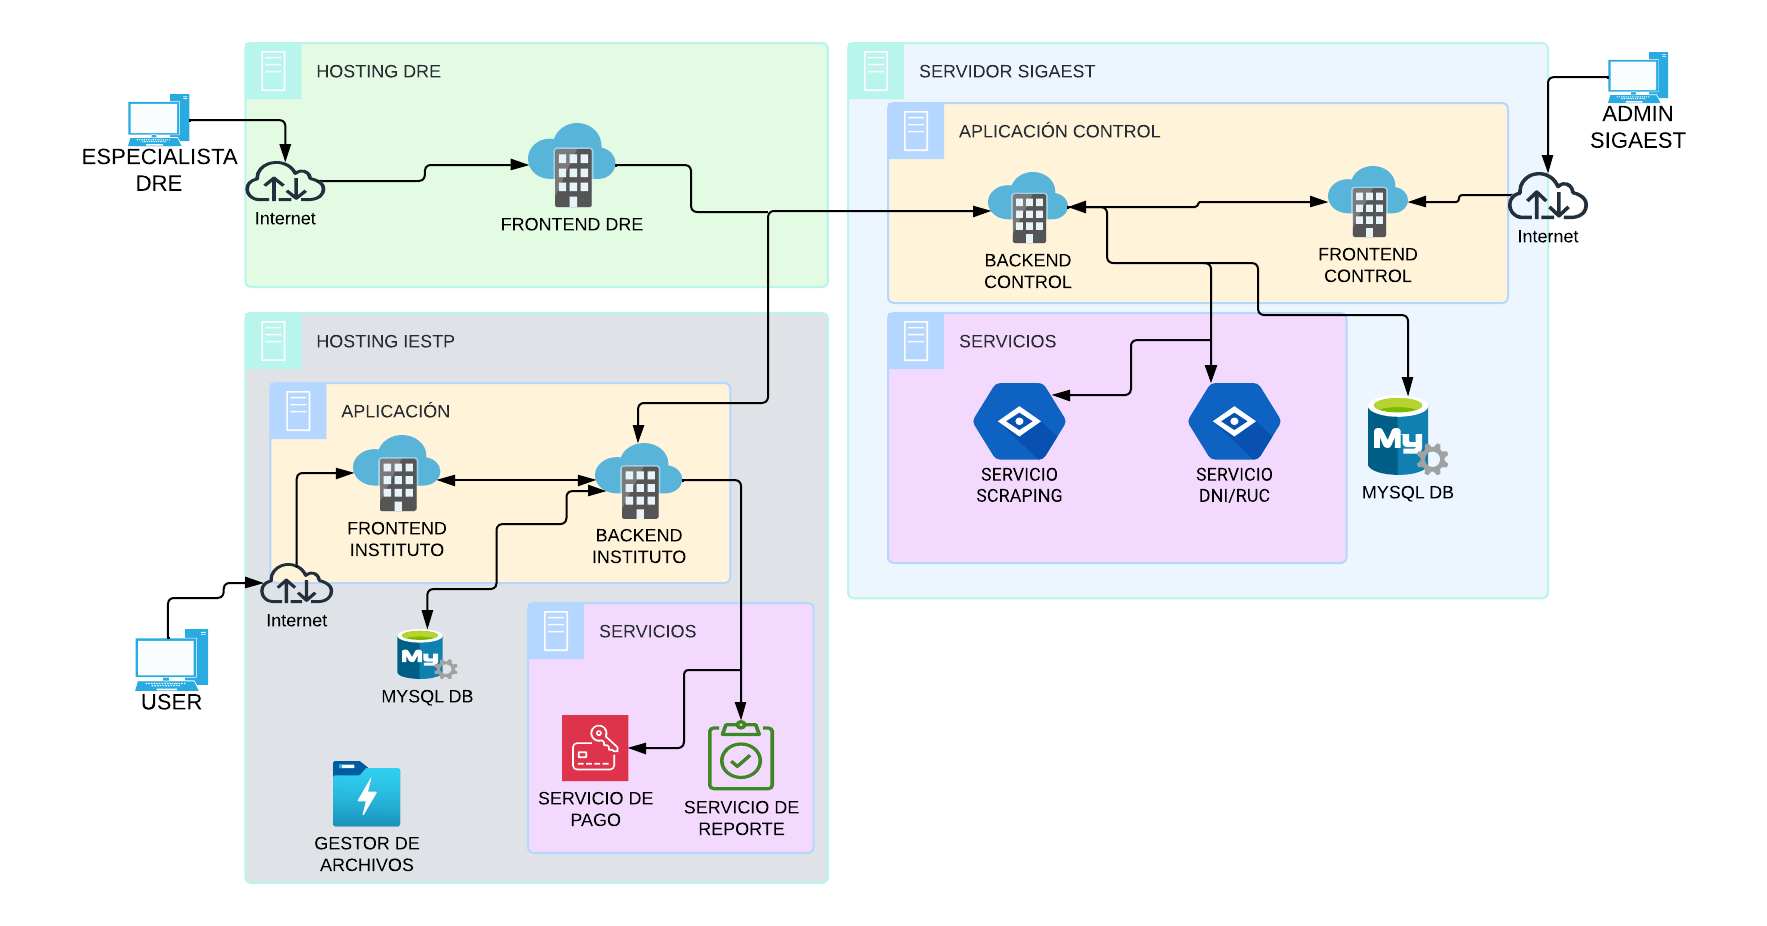 HOSTING DRE
ESPECIALISTA
DRE
Internet
FRONTEND DRE
SERVIDOR SIGAEST
APLICACIÓN CONTROL
BACKEND
CONTROL
FRONTEND
CONTROL
ADMIN
SIGAEST
Internet
SERVICIOS
SERVICIO
SCRAPING
SERVICIO
DNI/RUC
My
MYSQL DB
HOSTING IESTP
APLICACIÓN
FRONTEND
INSTITUTO
BACKEND
INSTITUTO
Internet
USER
My
MYSQL DB
SERVICIOS
SERVICIO DE
PAGO
SERVICIO DE
REPORTE
GESTOR DE
ARCHIVOS